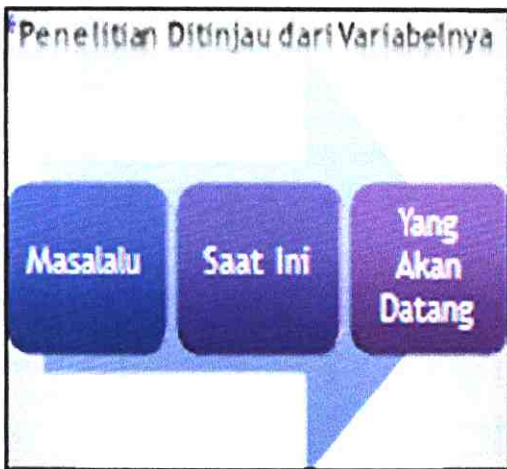 *Penelitian Ditinjau dari Variabelnya
Masalalu
Saat Ini
Yang
Akan
Datang